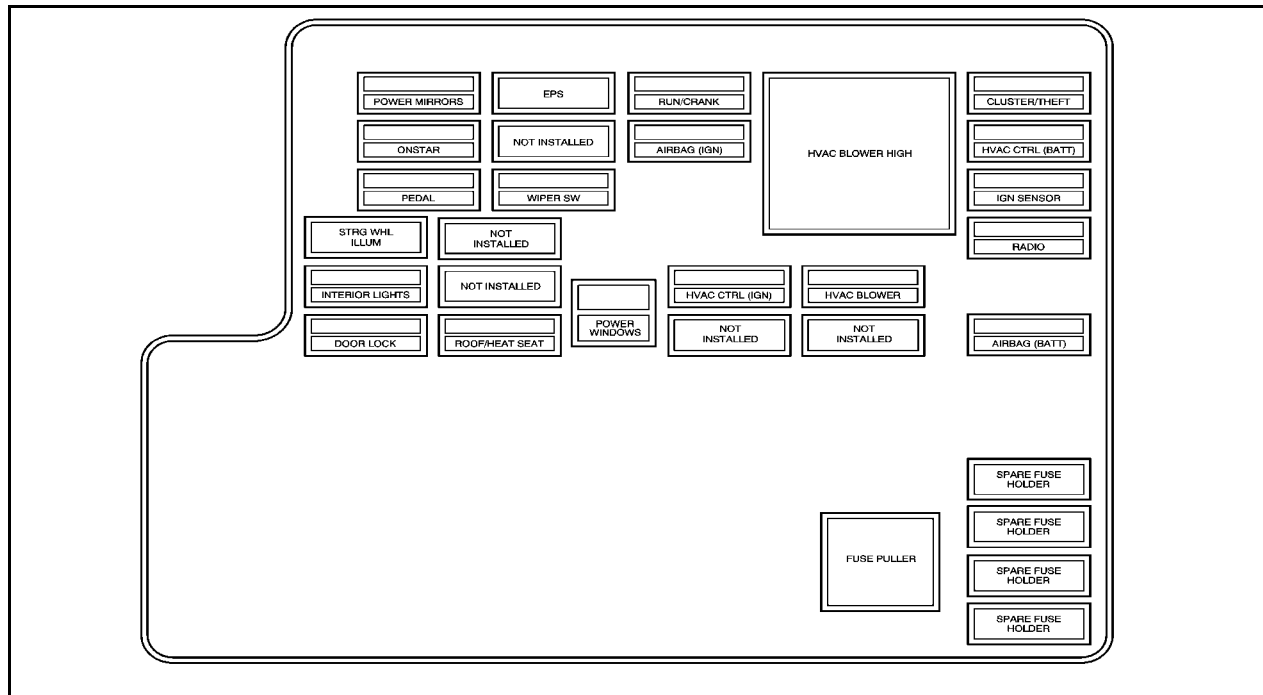 POWER MIRRORS
EPS
RUN/CRANK
CLUSTER/THEFT
ONSTAR
NOT INSTALLED
AIRBAG (IGN)
HVAC BLOWER HIGH
HVAC CTRL (BATT)
PEDAL
WIPER SW
IGN SENSOR
STRG WHL
ILLUM
NOT
INSTALLED
RADIO
INTERIOR LIGHTS
NOT INSTALLED
POWER
WINDOWS
HVAC CTRL (IGN)
HVAC BLOWER
DOOR LOCK
ROOF/HEAT SEAT
NOT
INSTALLED
NOT
INSTALLED
AIRBAG (BATT)
SPARE FUSE
HOLDER
SPARE FUSE
HOLDER
FUSE PULLER
SPARE FUSE
HOLDER
SPARE FUSE
HOLDER